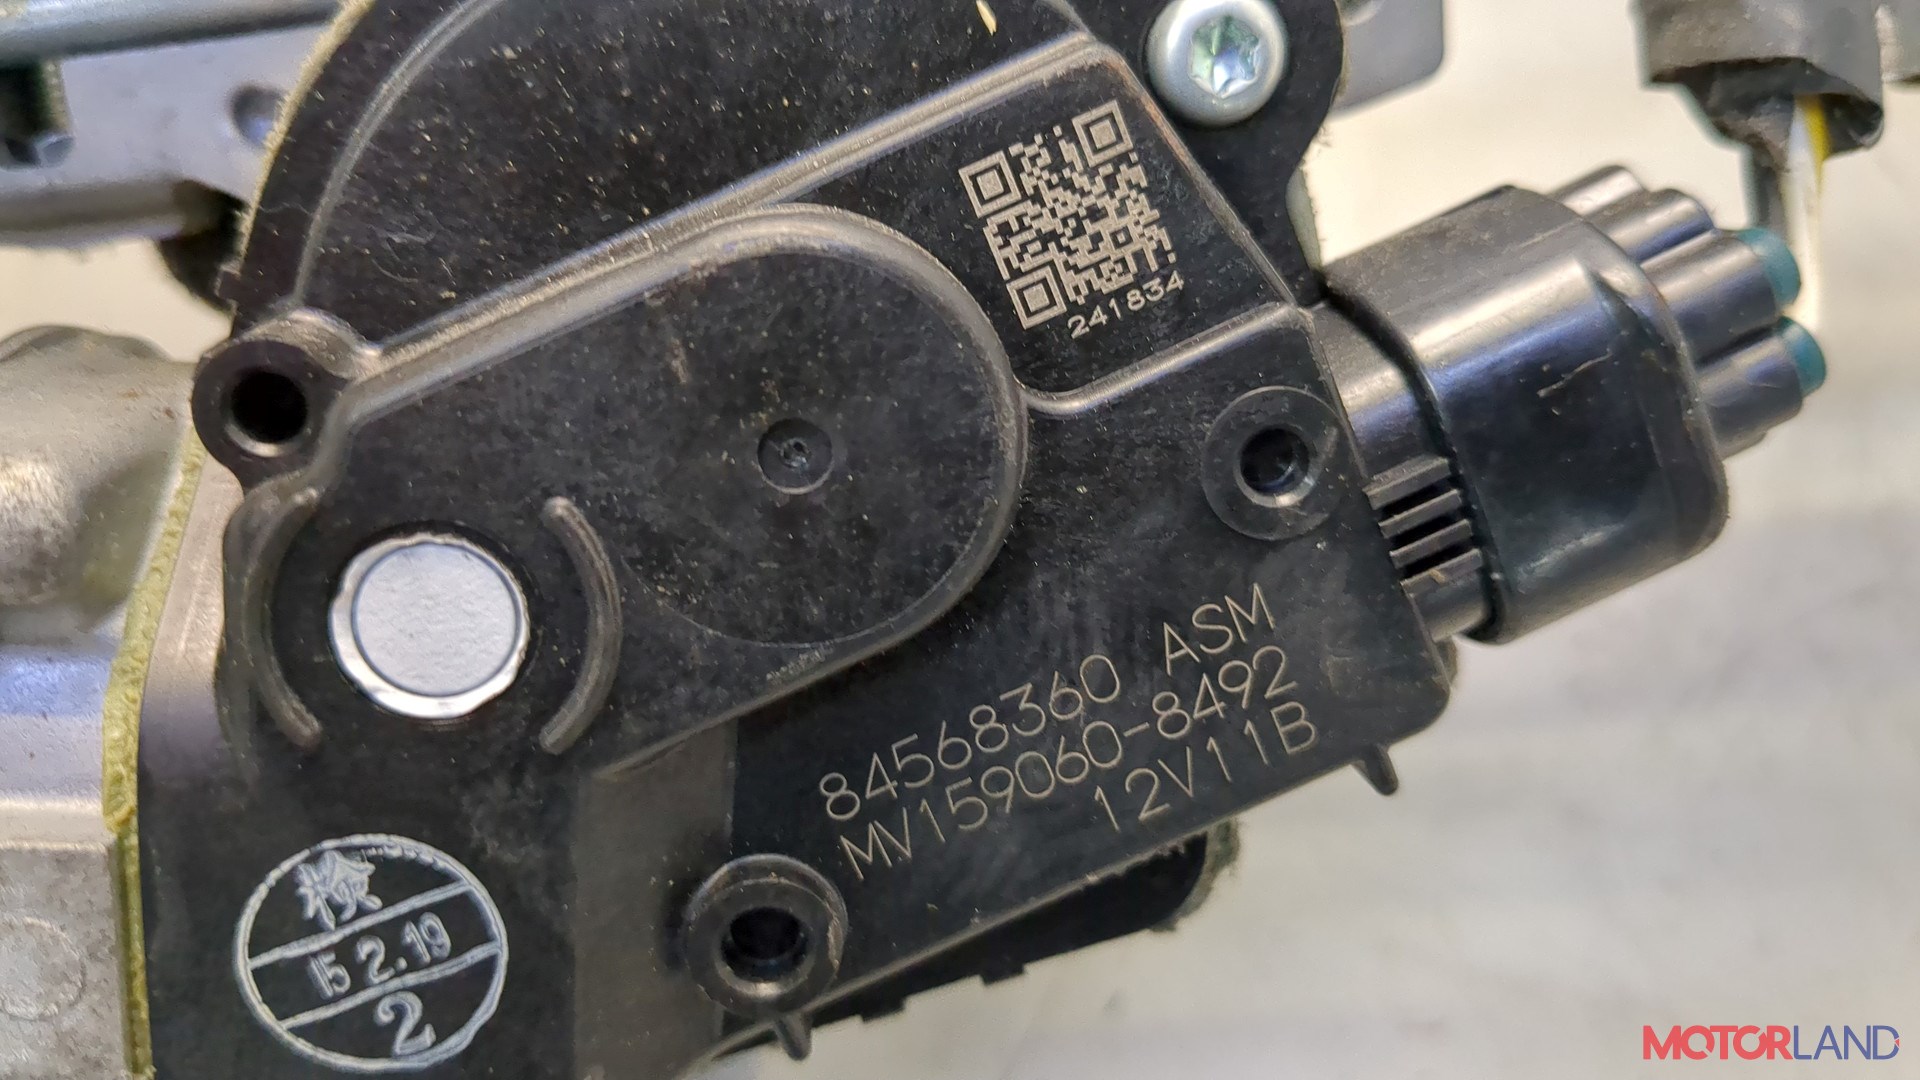 241834
84568360 ASM
MV159060-8492
12V11B
検
15 2.19
2
MOTORLAND